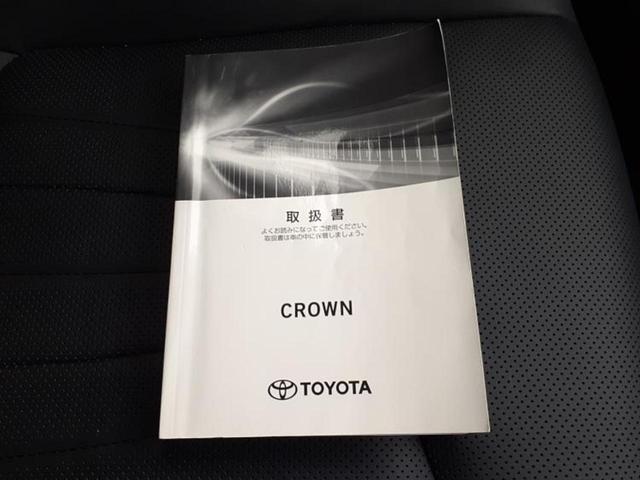 取扱書
よくお読みになってご使用ください。
取扱書は車の中に保管しましょう。
CROWN
TOYOTA